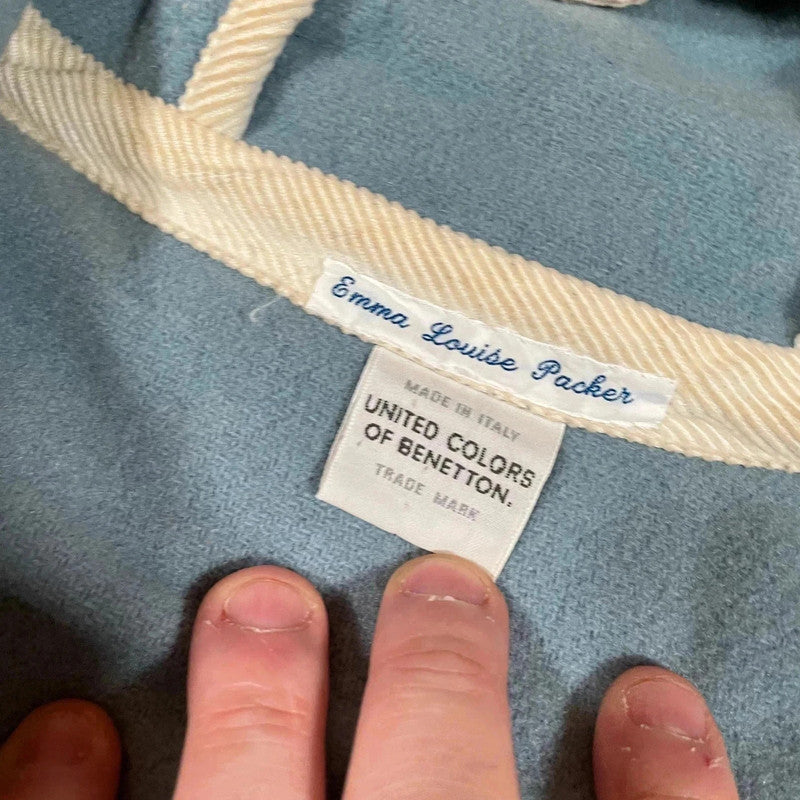 Emma Louise Packer
MADE IN ITALY
UNITED COLORS
OF BENETTON.
TRADE MARK